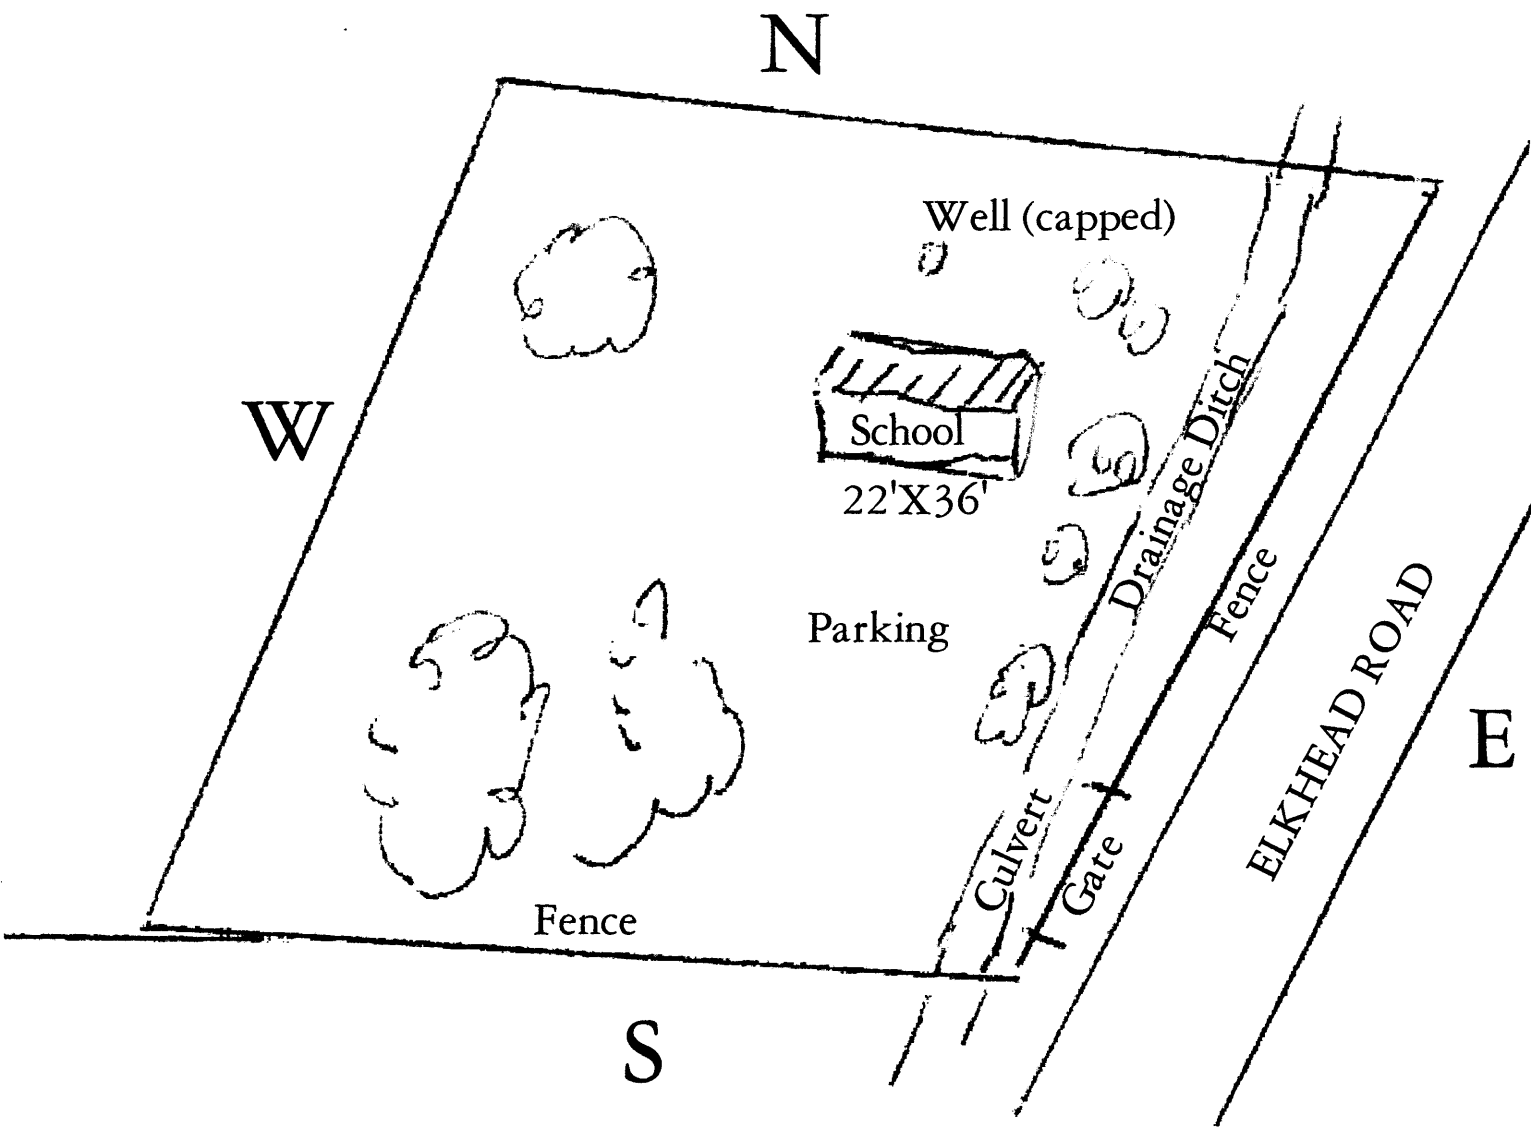 N
Well (capped)
W
School
22'X36'
Drainage Ditch
Fence
Parking
ELKHEAD ROAD
E
Culvert
Gate
Fence
S